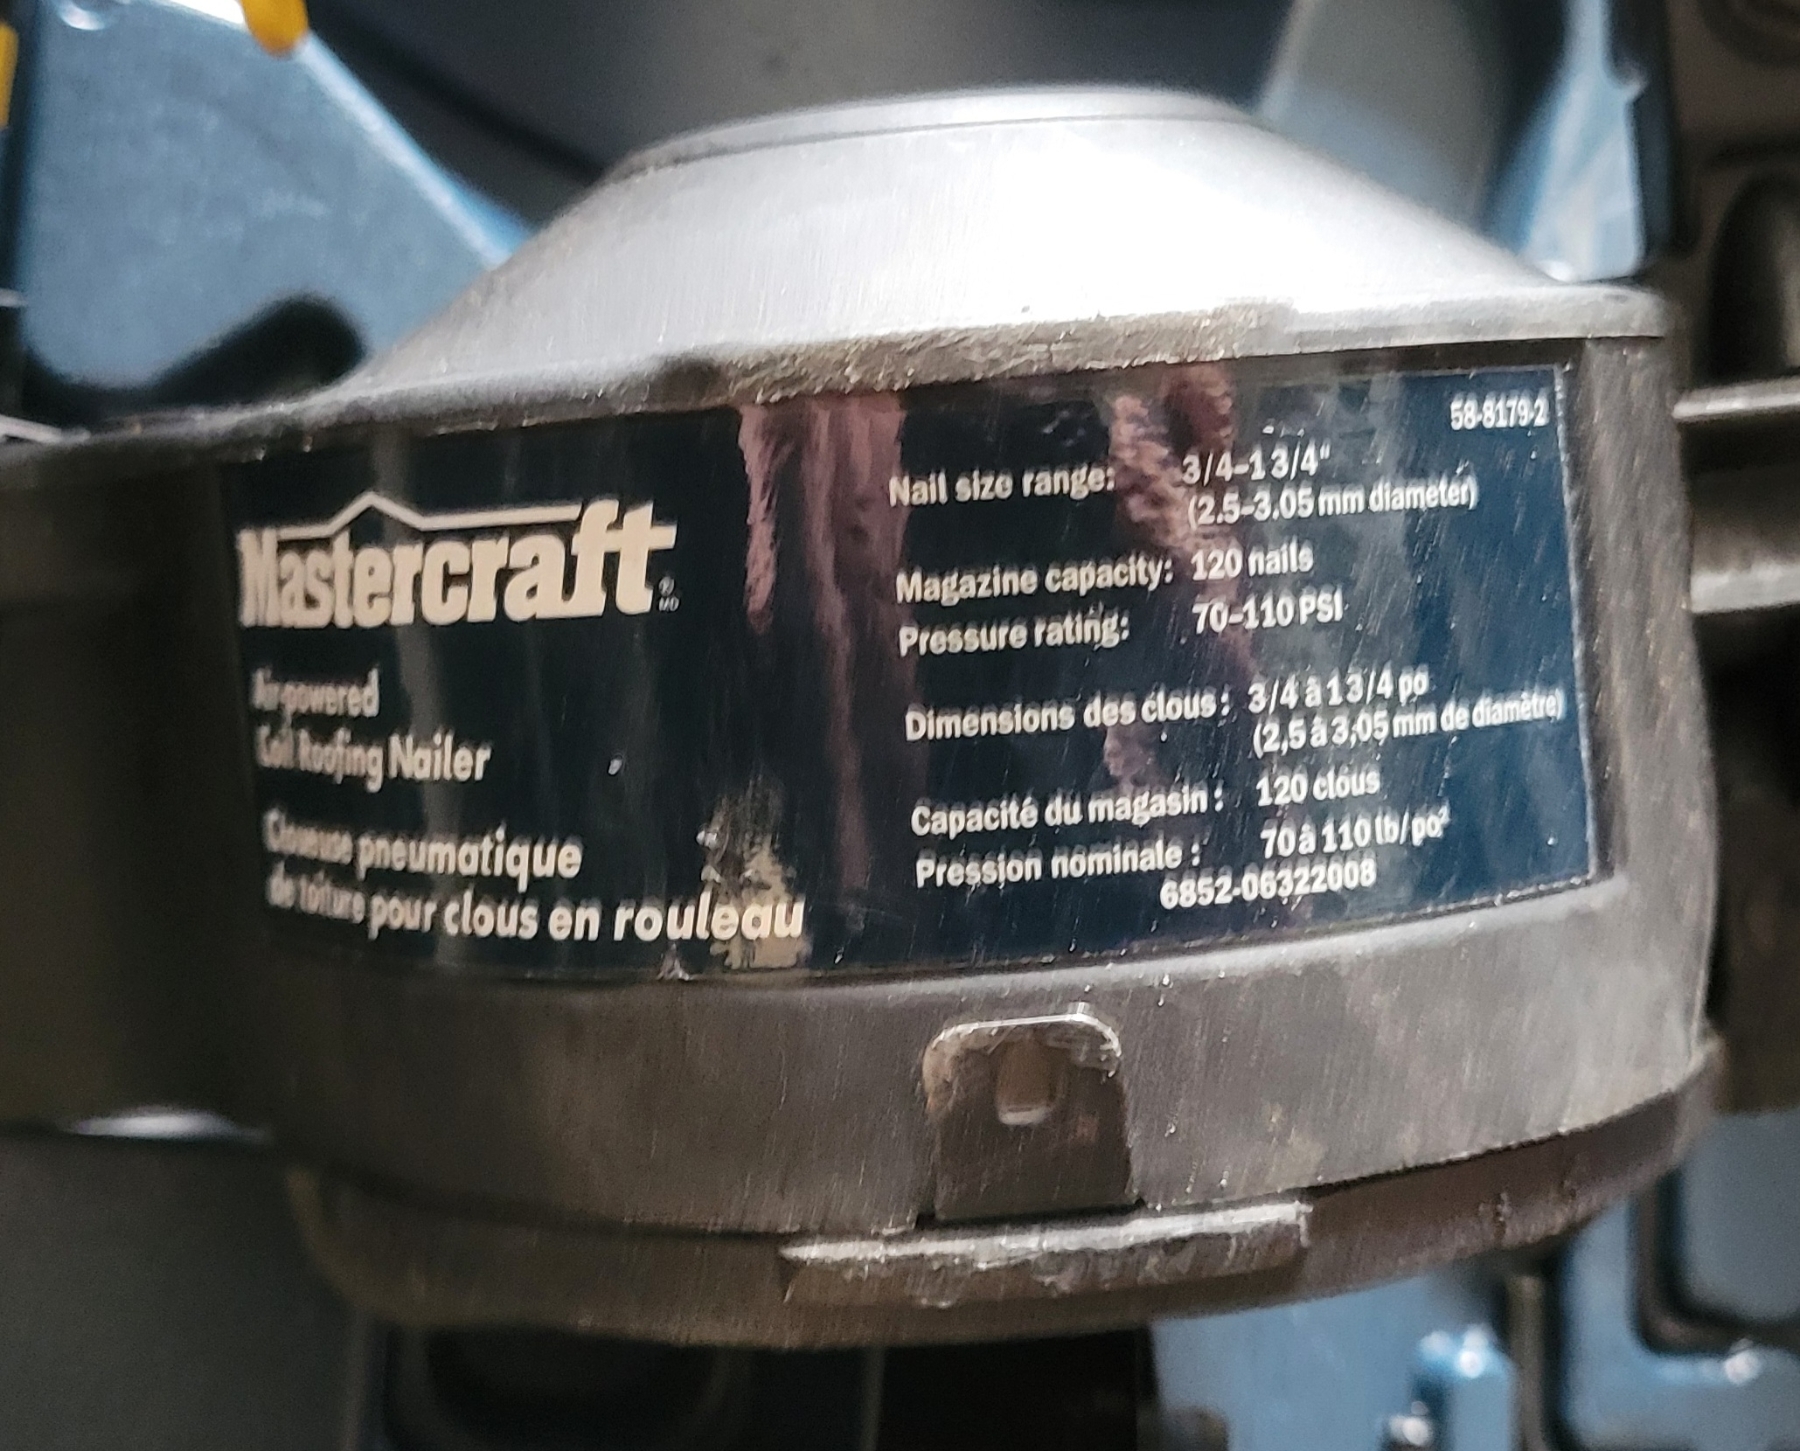 Mastercraft
® MD
Air-powered
Coil Roofing Nailer
Cloueuse pneumatique
de toiture pour clous en rouleau
58-8179-2
Nail size range: 3/4-1 3/4"
(2.5-3.05 mm diameter)
Magazine capacity: 120 nails
Pressure rating: 70-110 PSI
Dimensions des clous : 3/4 à 1 3/4 po
(2,5 à 3,05 mm de diamètre)
Capacité du magasin : 120 clous
Pression nominale : 70 à 110 lb/po²
6852-06322008